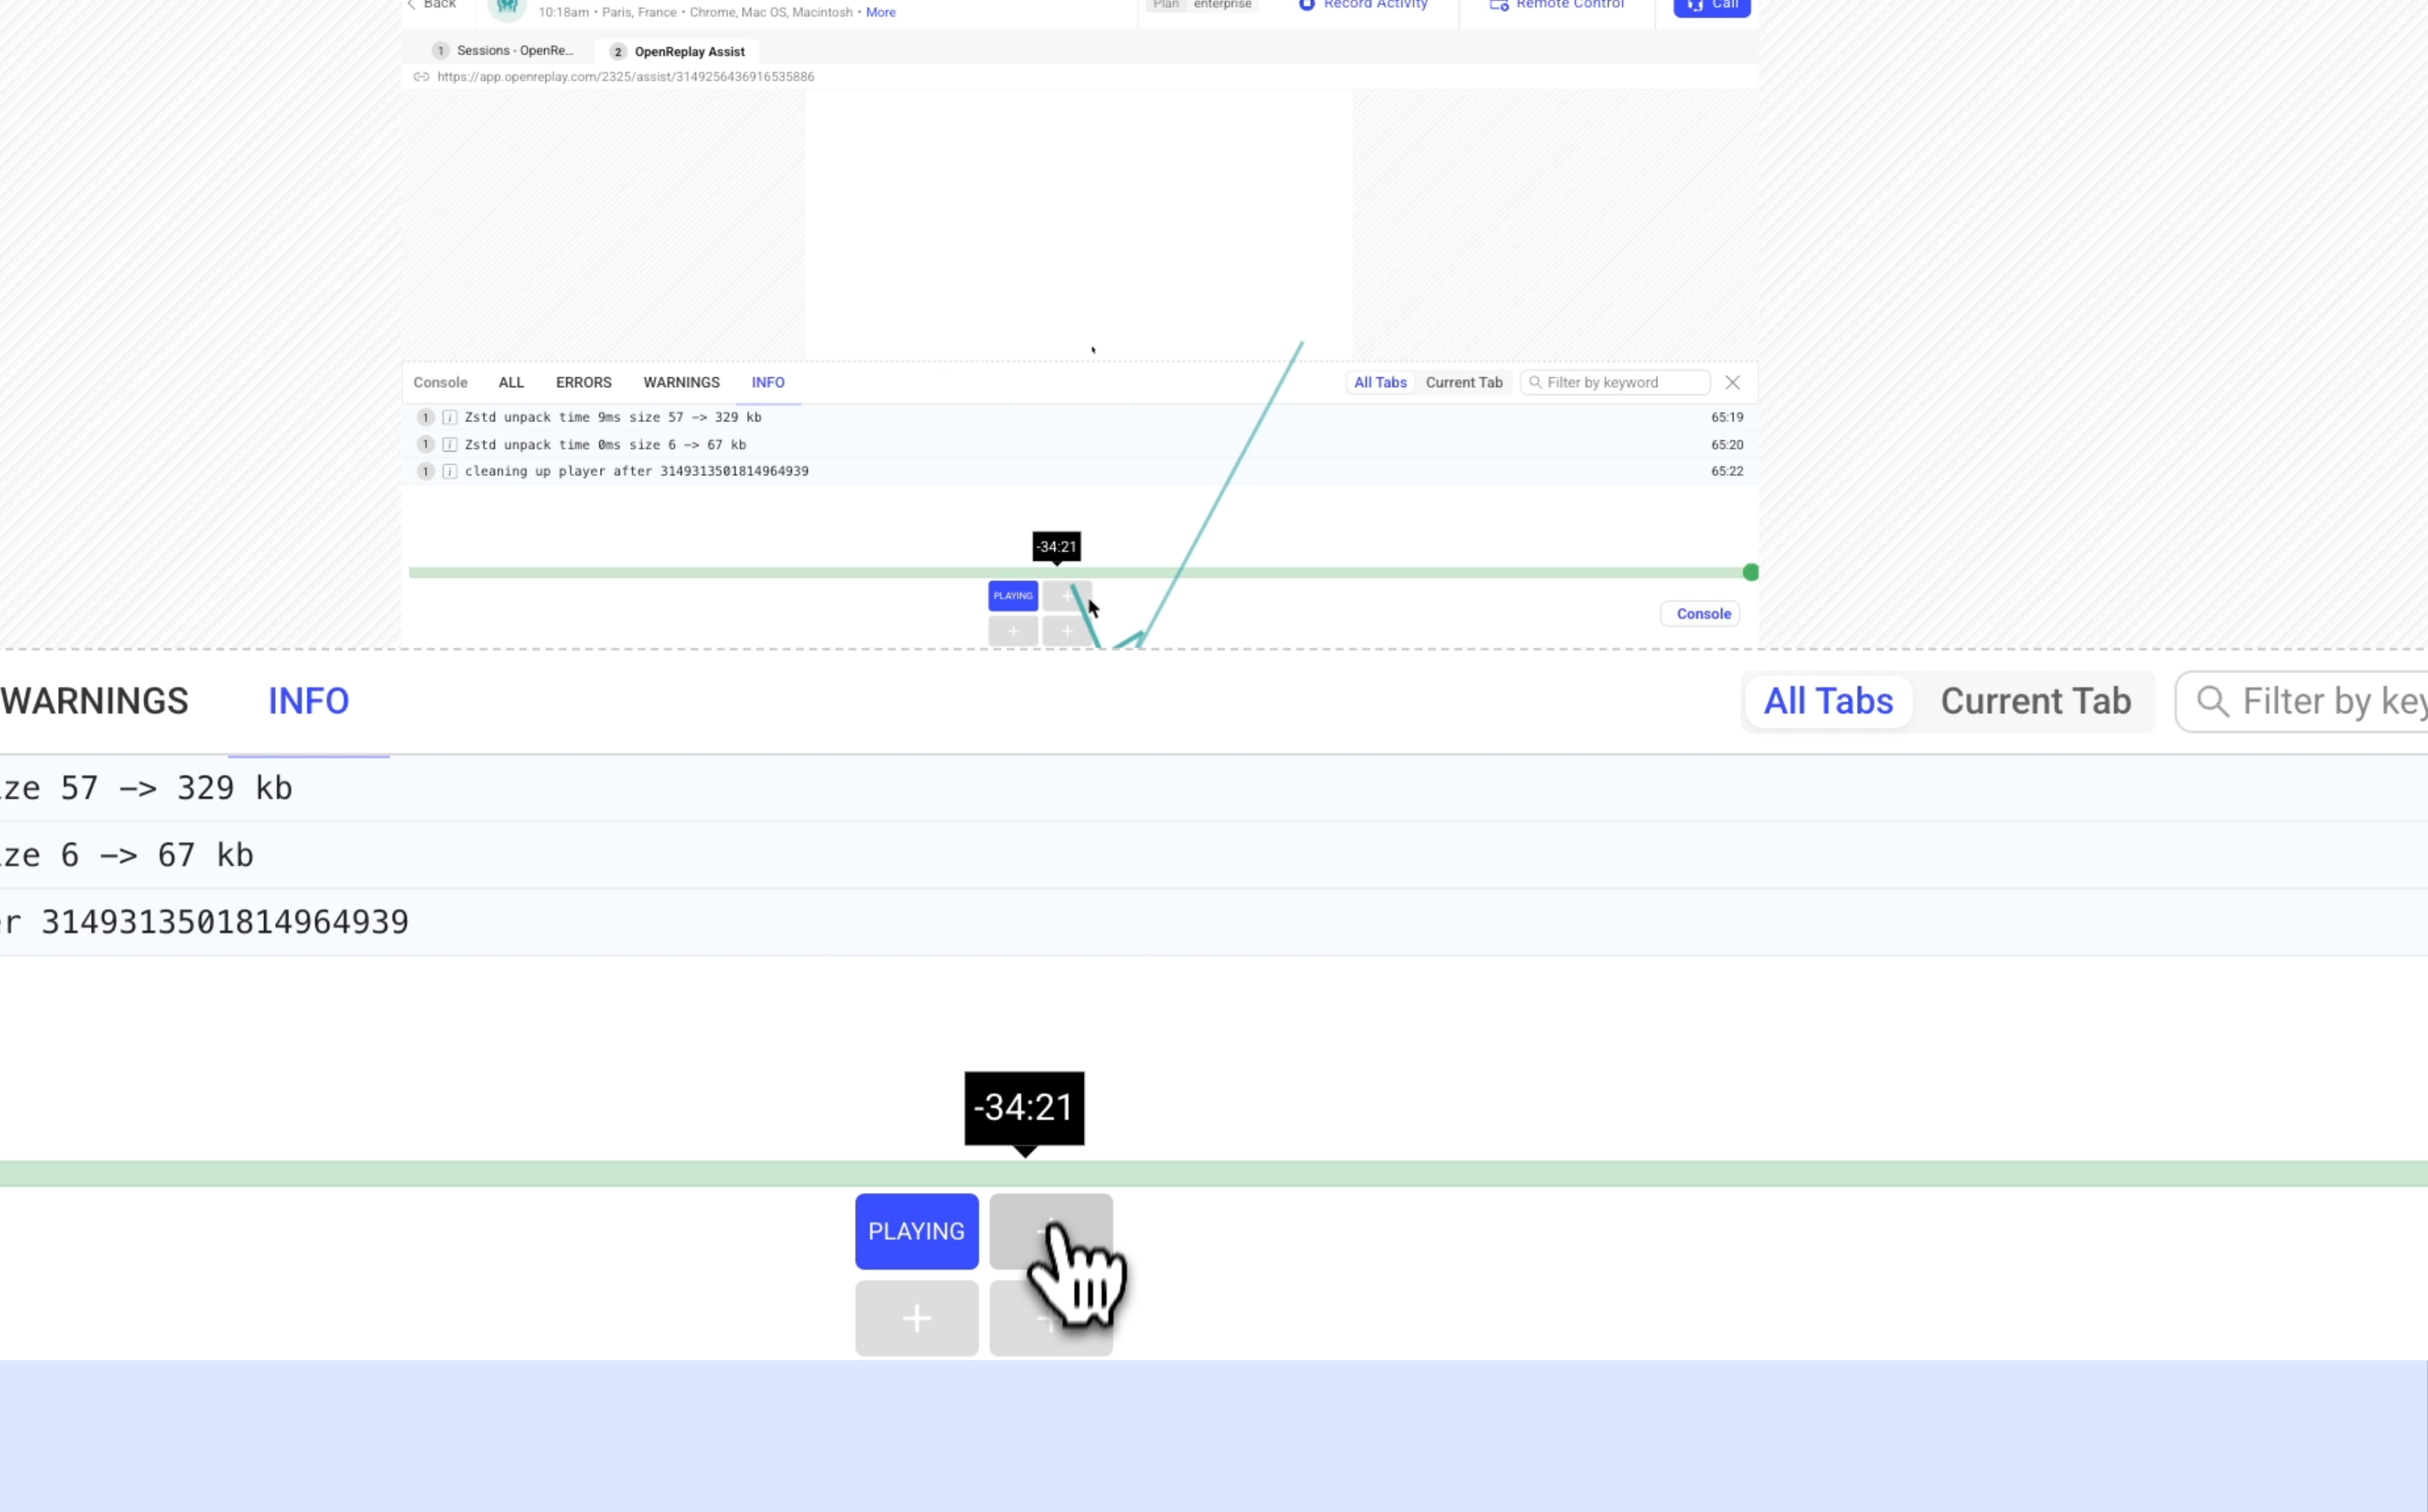 Back
10:18am • Paris, France • Chrome, Mac OS, Macintosh • More
Plan enterprise
Record Activity
Remote Control
Call
1 Sessions - OpenRe...
2 OpenReplay Assist
https://app.openreplay.com/2325/assist/3149256436916535886
Console ALL ERRORS WARNINGS INFO
All Tabs Current Tab Filter by keyword
1 i Zstd unpack time 9ms size 57 -> 329 kb 65:19
1 i Zstd unpack time 0ms size 6 -> 67 kb 65:20
1 i cleaning up player after 3149313501814964939 65:22
-34:21
PLAYING +
+ +
Console
WARNINGS INFO
All Tabs Current Tab Filter by key
ze 57 -> 329 kb
ze 6 -> 67 kb
er 3149313501814964939
-34:21
PLAYING
+